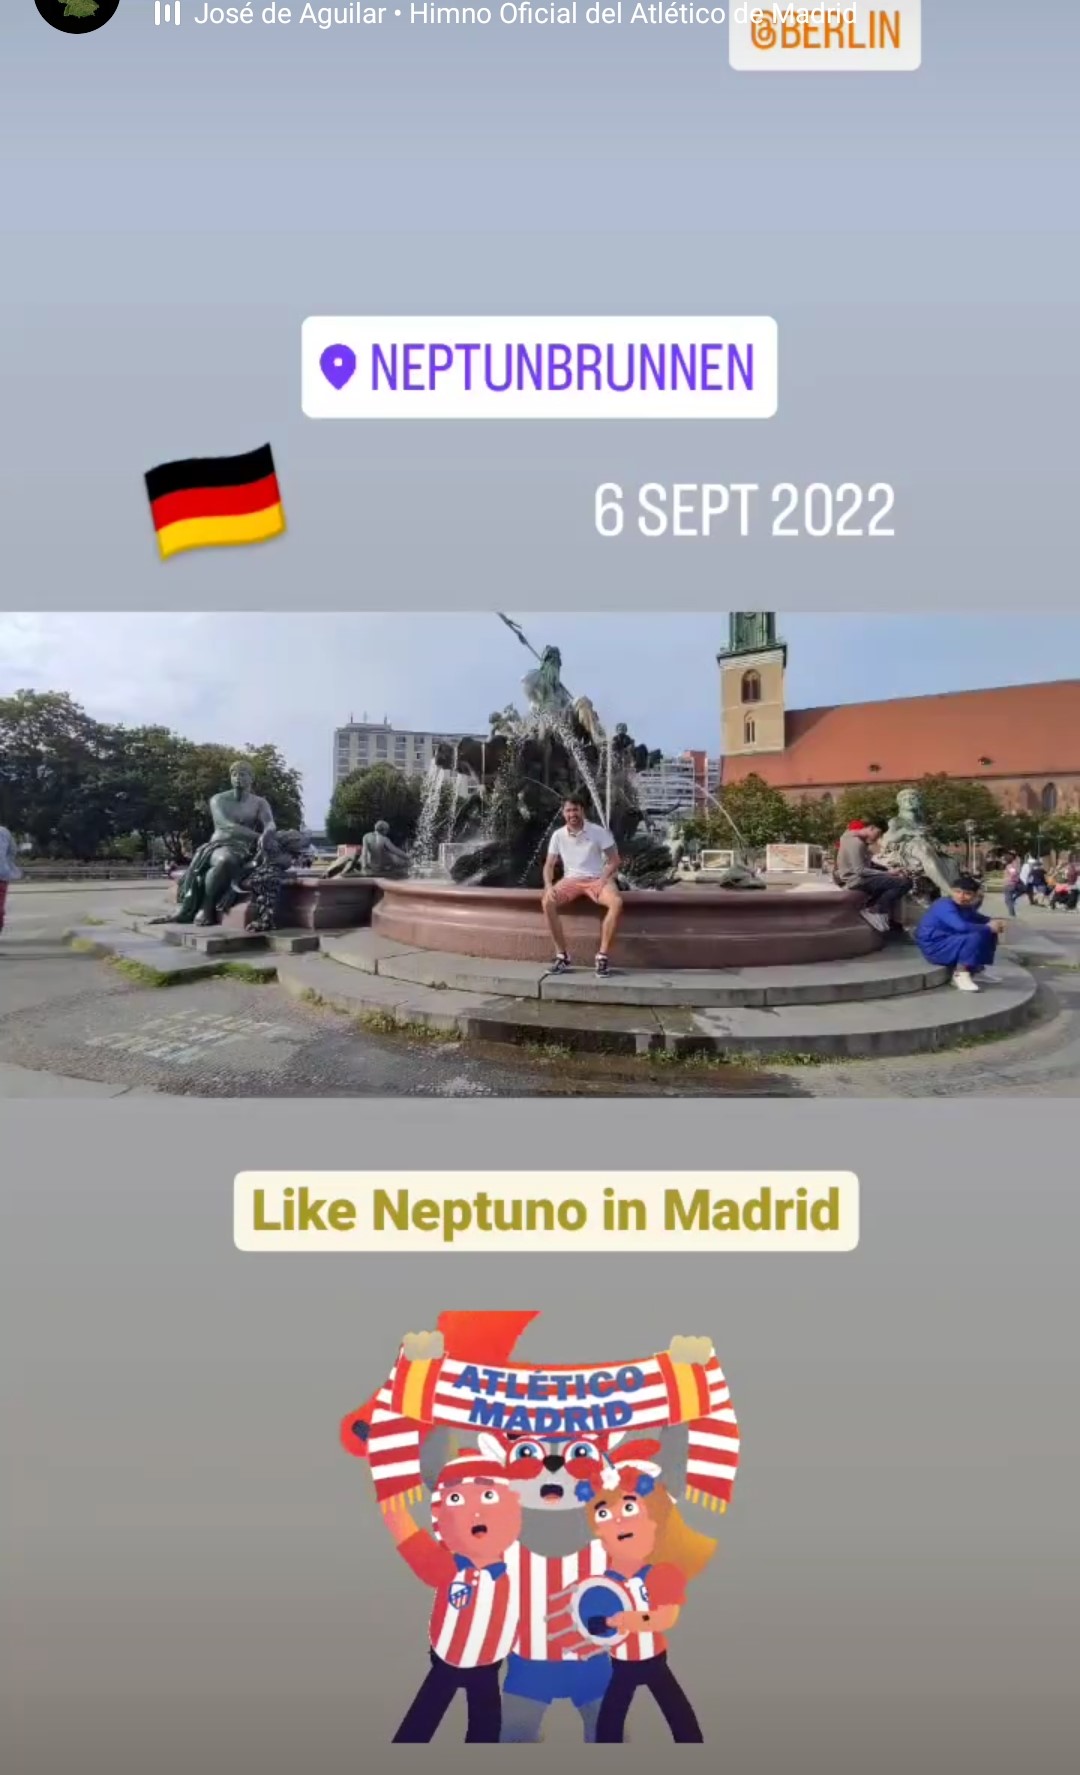 José de Aguilar • Himno Oficial del Atlético de Madrid
BERLIN
NEPTUNBRUNNEN
6 SEPT 2022
Like Neptuno in Madrid
ATLÉTICO
MADRID